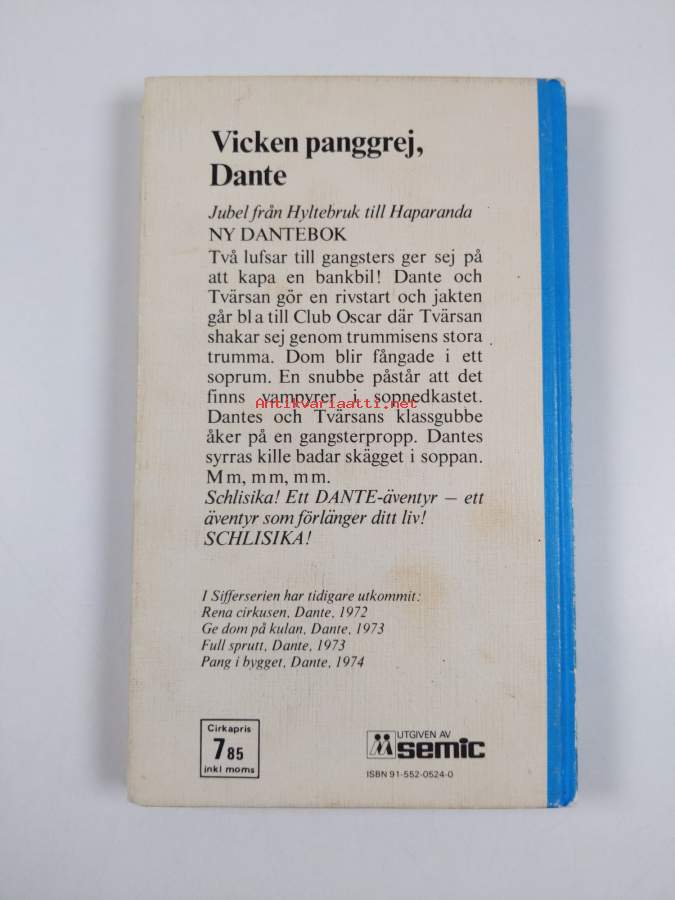 Vicken panggrej,
Dante
Jubel från Hyltebruk till Haparanda
NY DANTEBOK
Två lufsar till gangsters ger sej på
att kapa en bankbil! Dante och
Tvärsan gör en rivstart och jakten
går bl a till Club Oscar där Tvärsan
shakar sej genom trummisens stora
trumma. Dom blir fångade i ett
soprum. En snubbe påstår att det
finns vampyrer i sopnedkastet.
Antikvariaatti.net
Dantes och Tvärsans klassgubbe
åker på en gangsterpropp. Dantes
syrras kille badar skägget i soppan.
Mm, mm, mm.
Schlisika! Ett DANTE-äventyr – ett
äventyr som förlänger ditt liv!
SCHLISIKA!
I Sifferserien har tidigare utkommit:
Rena cirkusen, Dante, 1972
Ge dom på kulan, Dante, 1973
Full sprutt, Dante, 1973
Pang i bygget, Dante, 1974
Cirkapris
7 85
inkl moms
UTGIVEN AV
semic
ISBN 91-552-0524-0